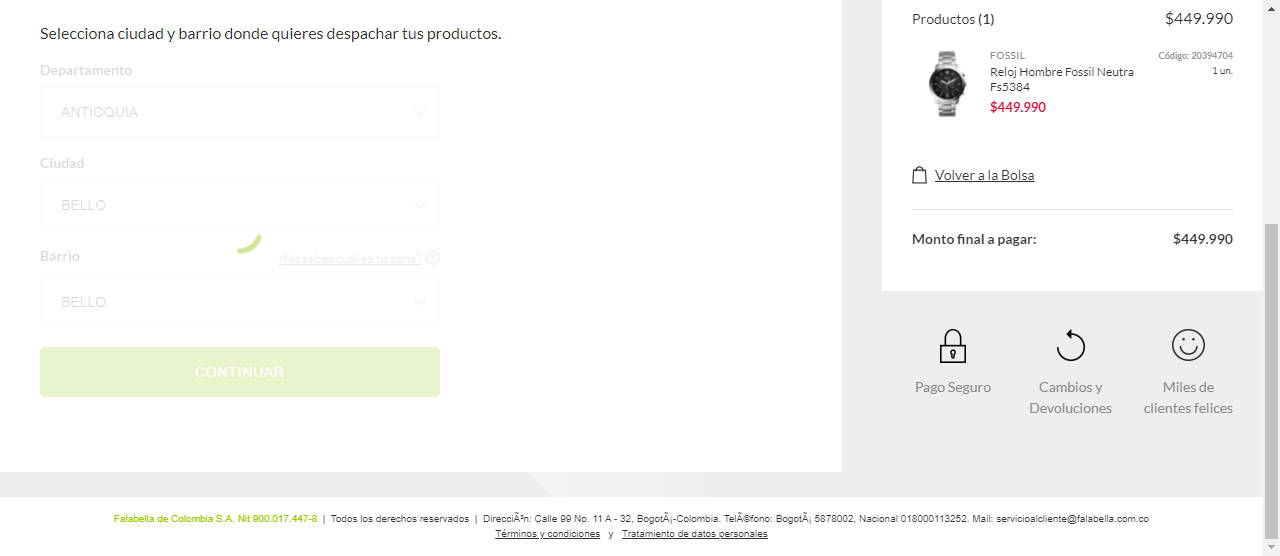 Selecciona ciudad y barrio donde quieres despachar tus productos.
Departamento
ANTIOQUIA
Ciudad
BELLO
Barrio
¿No sabes cuál es tu zona?
BELLO
CONTINUAR
Productos (1) $449.990
FOSSIL Código: 20394704
Reloj Hombre Fossil Neutra 1 un.
Fs5384
$449.990
Volver a la Bolsa
Monto final a pagar: $449.990
Pago Seguro
Cambios y
Devoluciones
Miles de
clientes felices
Falabella de Colombia S.A. Nit 900.017.447-8 | Todos los derechos reservados | DirecciÃ³n: Calle 99 No. 11 A - 32, BogotÃ¡-Colombia. TelÃ©fono: BogotÃ¡ 5878002, Nacional 018000113252. Mail: servicioalcliente@falabella.com.co
Términos y condiciones y Tratamiento de datos personales